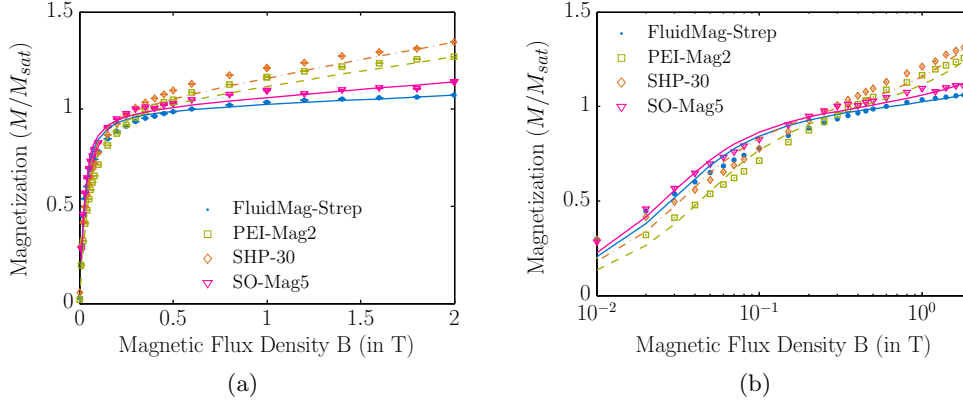 Magnetization (M/M_sat)
1.5
1
0.5
0
FluidMag-Strep
PEI-Mag2
SHP-30
SO-Mag5
0 0.5 1 1.5 2
Magnetic Flux Density B (in T)
(a)
Magnetization (M/M_sat)
1.5
1
0.5
0
FluidMag-Strep
PEI-Mag2
SHP-30
SO-Mag5
10⁻² 10⁻¹ 10⁰
Magnetic Flux Density B (in T)
(b)